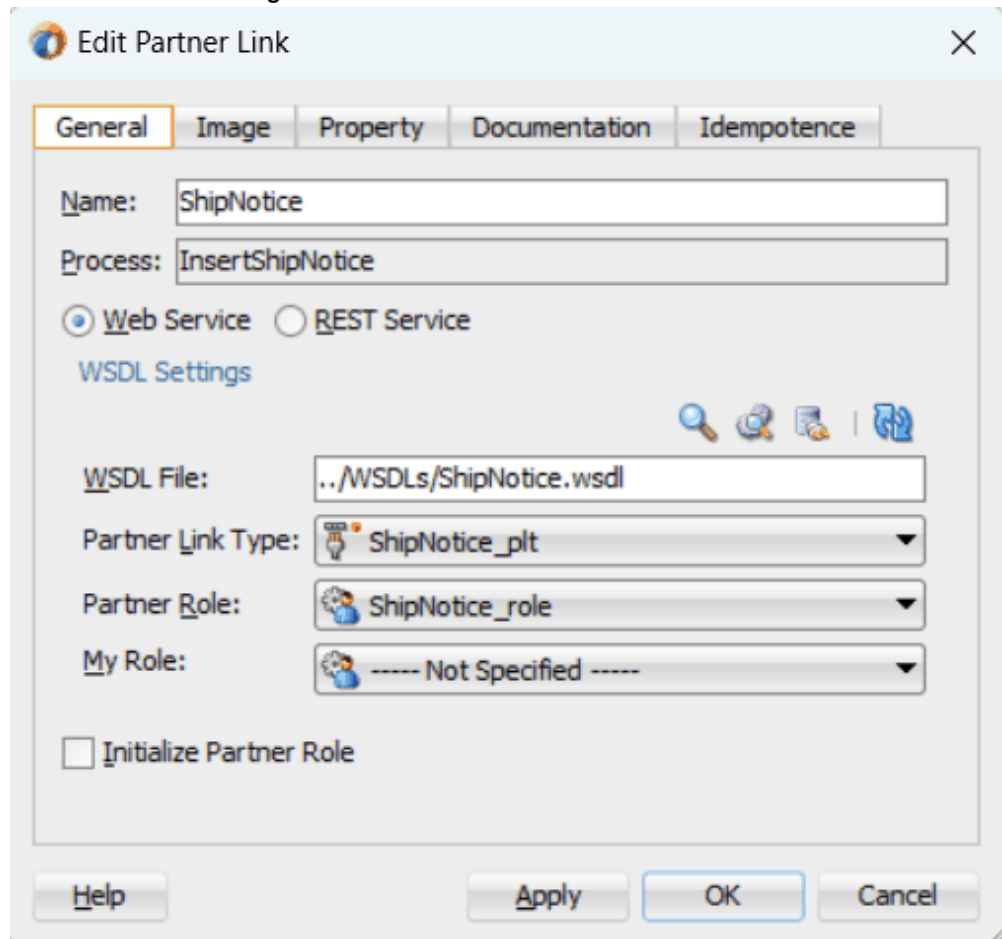 g
Edit Partner Link
General Image Property Documentation Idempotence
Name: ShipNotice
Process: InsertShipNotice
Web Service REST Service
WSDL Settings
WSDL File: ../WSDLs/ShipNotice.wsdl
Partner Link Type: ShipNotice_plt
Partner Role: ShipNotice_role
My Role: ----- Not Specified -----
Initialize Partner Role
Help Apply OK Cancel